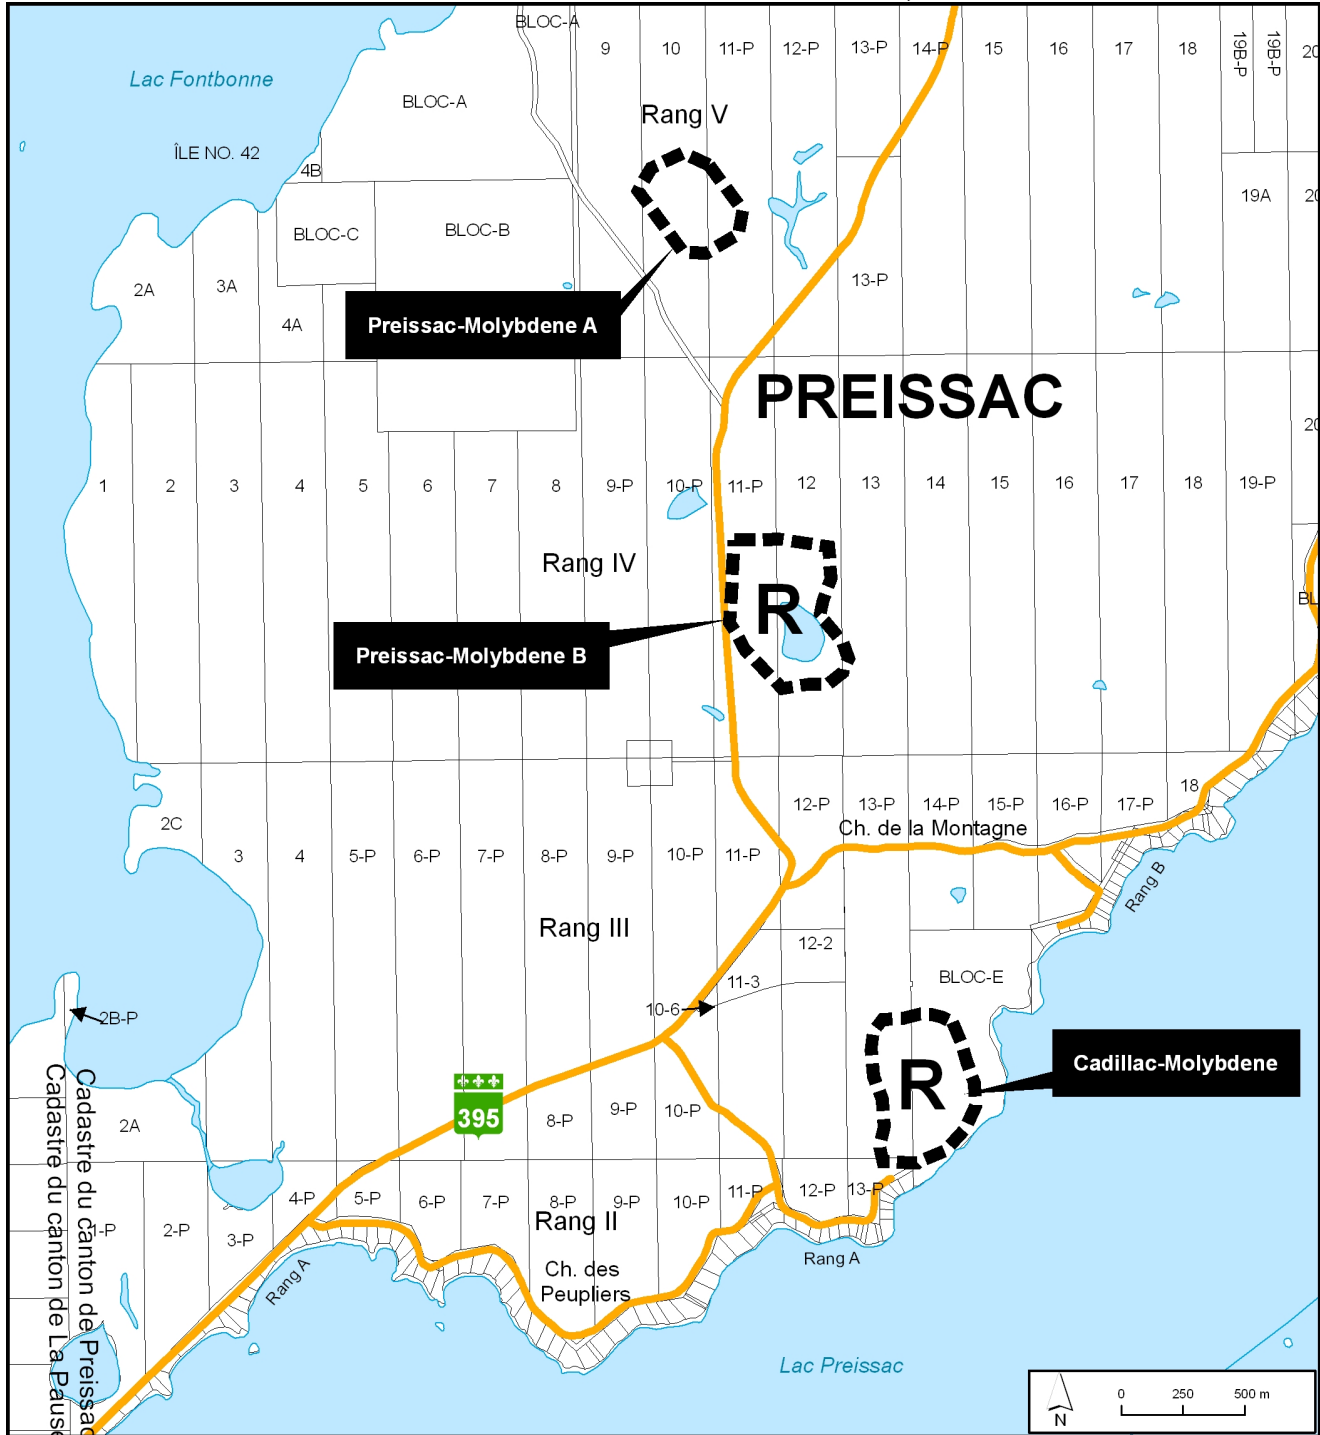 BLOC-A
9
10
11-P
12-P
13-P
14-P
15
16
17
18
19B-P
19B-P
20
Lac Fontbonne
BLOC-A
Rang V
ÎLE NO. 42
4B
19A
20
BLOC-C
BLOC-B
2A
3A
13-P
4A
Preissac-Molybdene A
PREISSAC
20
1
2
3
4
5
6
7
8
9-P
10-P
11-P
12
13
14
15
16
17
18
19-P
Rang IV
R
BL
Preissac-Molybdene B
18
12-P
13-P
14-P
15-P
16-P
17-P
2C
Ch. de la Montagne
3
4
5-P
6-P
7-P
8-P
9-P
10-P
11-P
Rang B
Rang III
12-2
11-3
BLOC-E
10-6
2B-P
Cadillac-Molybdene
R
395
8-P
9-P
10-P
2A
Cadastre du canton de Preissac
Cadastre du canton de La Pause
1-P
2-P
3-P
4-P
5-P
6-P
7-P
8-P
9-P
10-P
11-P
12-P
13-P
Rang II
Rang A
Rang A
Ch. des
Peupliers
Lac Preissac
N
0
250
500 m